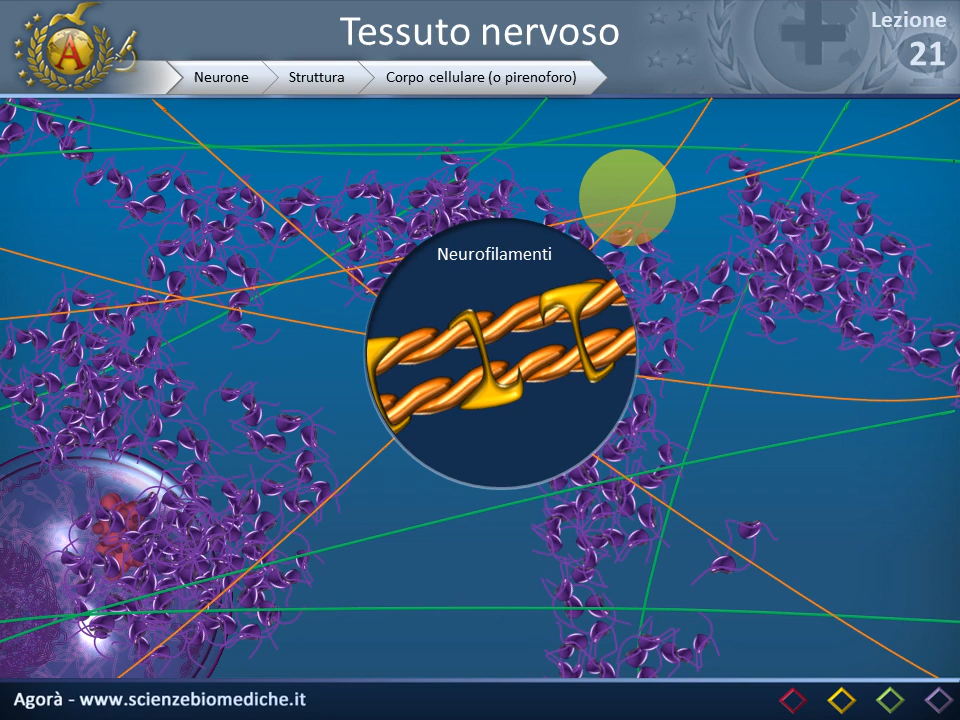 Tessuto nervoso
Lezione
21
A
Neurone
Struttura
Corpo cellulare (o pirenoforo)
Neurofilamenti
Agorà - www.scienzebiomediche.it